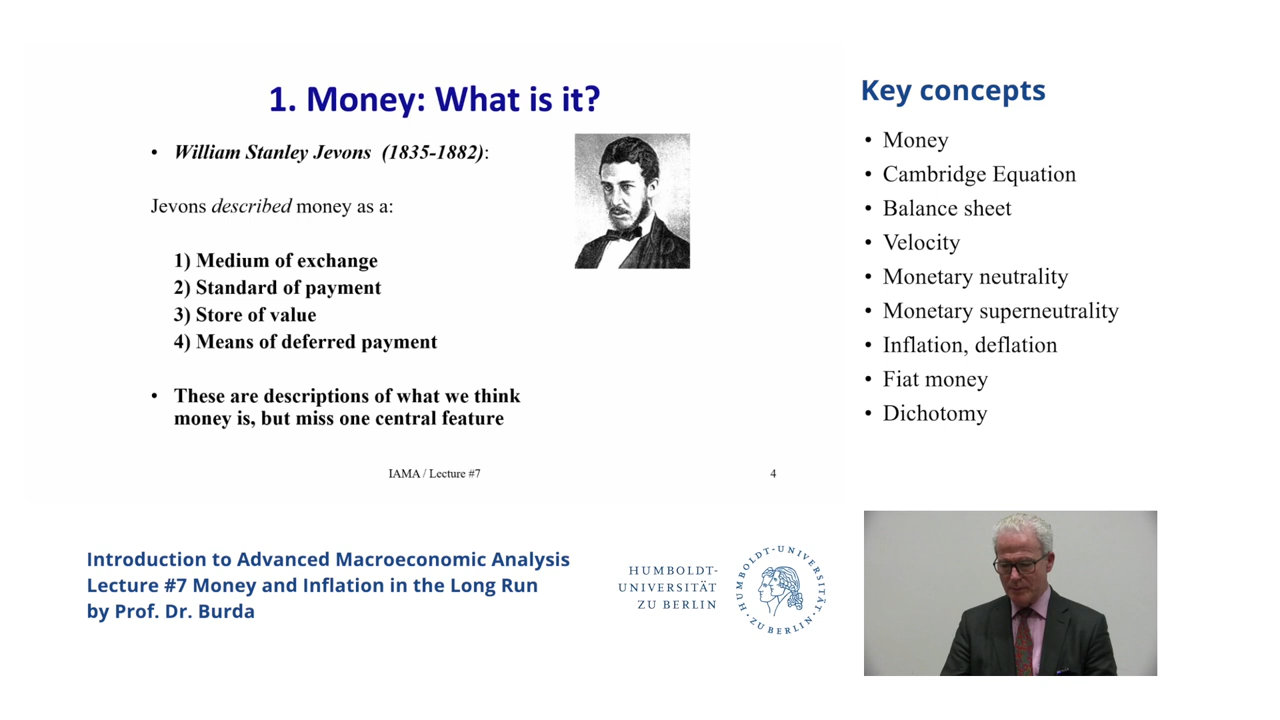 1. Money: What is it?
• William Stanley Jevons (1835-1882):
Jevons described money as a:
1) Medium of exchange
2) Standard of payment
3) Store of value
4) Means of deferred payment
• These are descriptions of what we think
money is, but miss one central feature
IAMA / Lecture #7
4
Key concepts
• Money
• Cambridge Equation
• Balance sheet
• Velocity
• Monetary neutrality
• Monetary superneutrality
• Inflation, deflation
• Fiat money
• Dichotomy
Introduction to Advanced Macroeconomic Analysis
Lecture #7 Money and Inflation in the Long Run
by Prof. Dr. Burda
HUMBOLDT-
UNIVERSITÄT
ZU BERLIN
HUMBOLDT-UNIVERSITÄT
ZU BERLIN